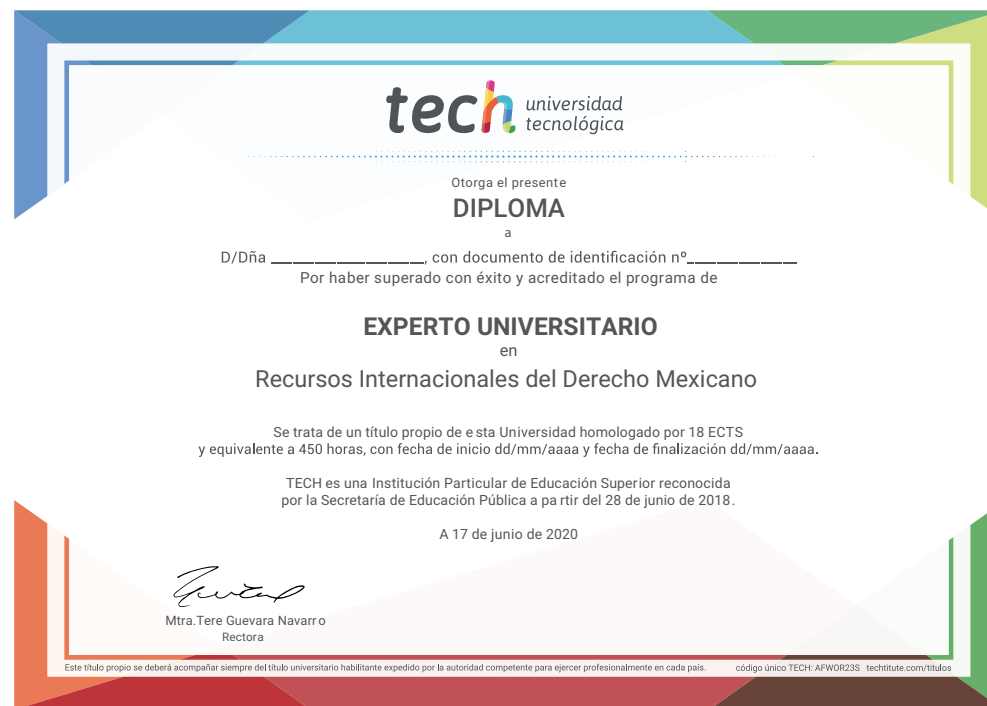 tech universidad
tecnológica
Otorga el presente
DIPLOMA
a
D/Dña ____________________, con documento de identificación nº______________
Por haber superado con éxito y acreditado el programa de
EXPERTO UNIVERSITARIO
en
Recursos Internacionales del Derecho Mexicano
Se trata de un título propio de esta Universidad homologado por 18 ECTS
y equivalente a 450 horas, con fecha de inicio dd/mm/aaaa y fecha de finalización dd/mm/aaaa.
TECH es una Institución Particular de Educación Superior reconocida
por la Secretaría de Educación Pública a partir del 28 de junio de 2018.
A 17 de junio de 2020
Mtra.Tere Guevara Navarro
Rectora
Este título propio se deberá acompañar siempre del título universitario habilitante expedido por la autoridad competente para ejercer profesionalmente en cada país. código único TECH: AFWOR23S techtitute.com/titulos